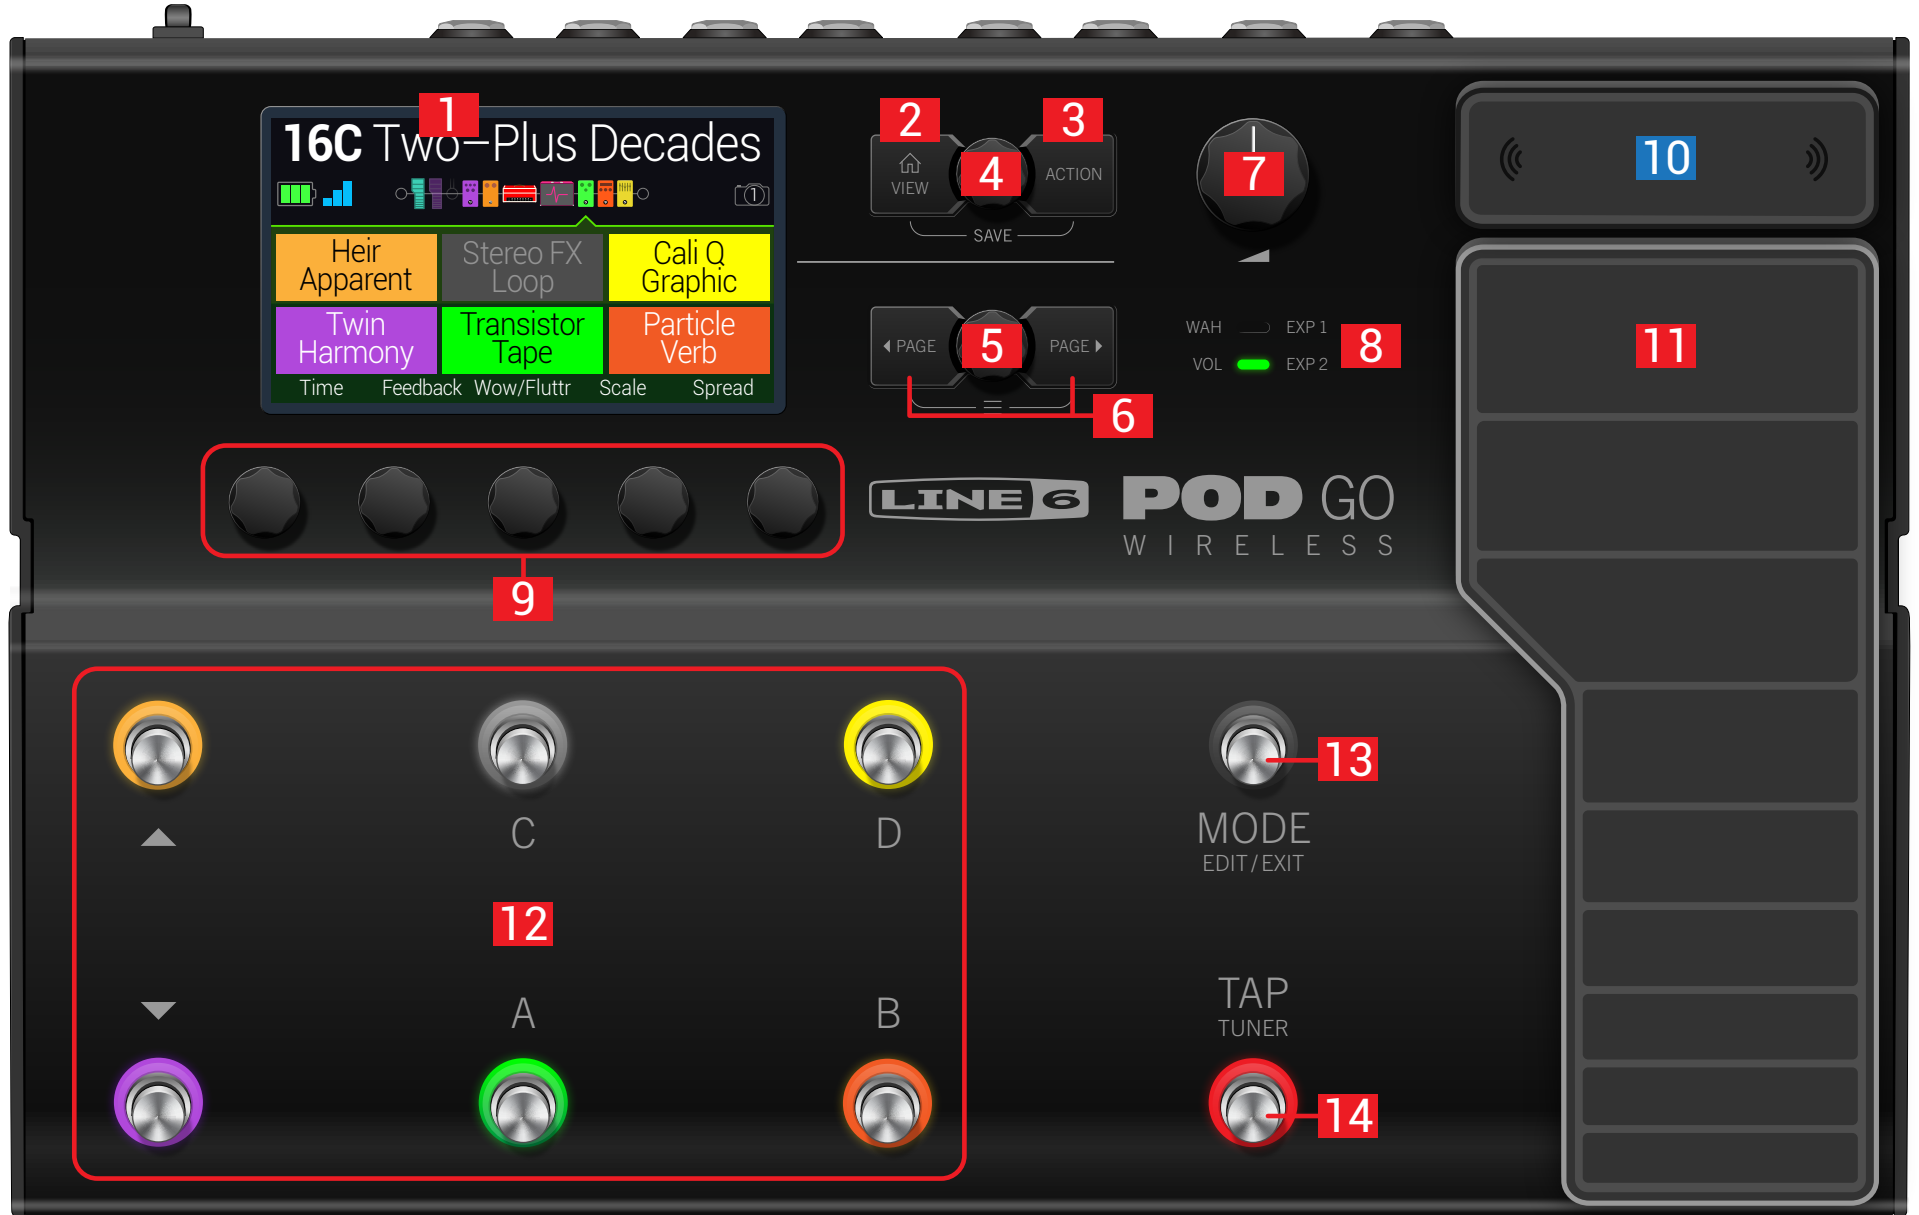 1
16C Two–Plus Decades
1
Heir Apparent
Stereo FX Loop
Cali Q Graphic
Twin Harmony
Transistor Tape
Particle Verb
Time Feedback Wow/Fluttr Scale Spread
2
VIEW
4
3
ACTION
SAVE
7
PAGE
5
PAGE
6
WAH EXP 1
VOL EXP 2
8
10
11
9
LINE 6
POD GO
WIRELESS
C
D
12
A
B
13
MODE
EDIT/EXIT
TAP
TUNER
14